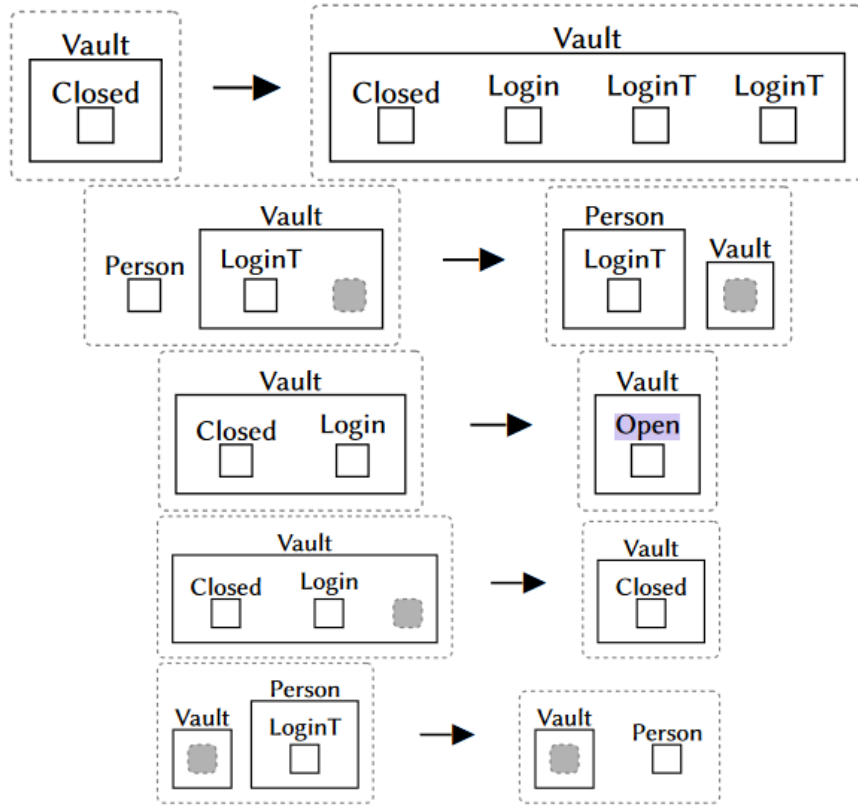 Vault
Vault
Closed
Closed Login LoginT LoginT
Vault
Person
Person LoginT
LoginT Vault
Vault
Vault
Closed Login
Open
Vault
Vault
Closed Login
Closed
Person
Vault
LoginT
Vault
Person